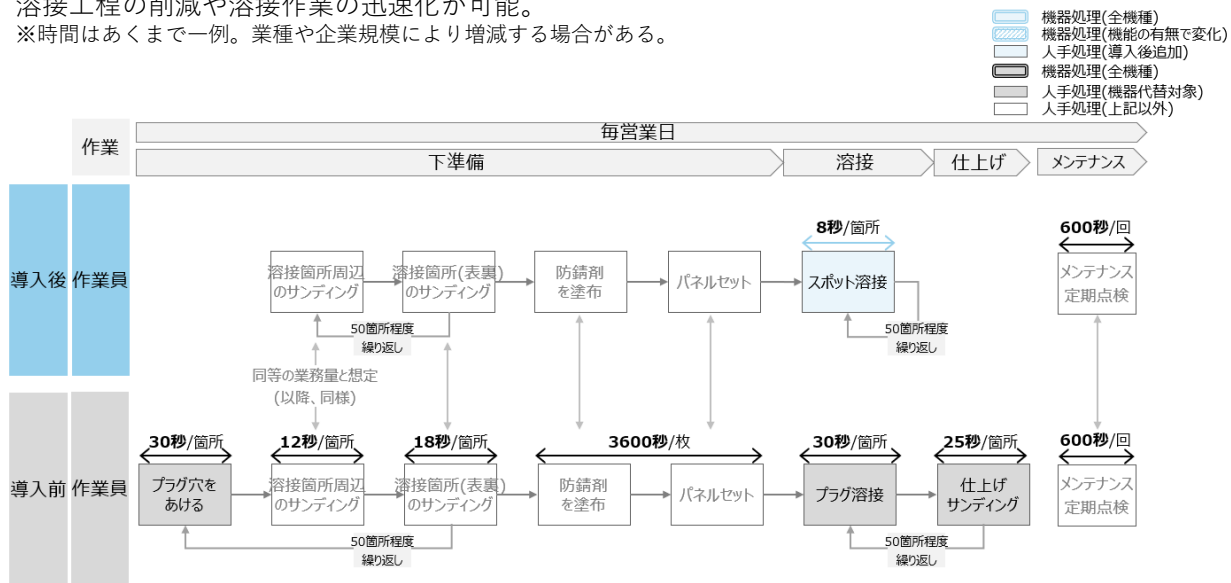 溶接工程の削減や溶接作業の迅速化が可能。
※時間はあくまで一例。業種や企業規模により増減する場合がある。
機器処理(全機種)
機器処理(機能の有無で変化)
人手処理(導入後追加)
機器処理(全機種)
人手処理(機器代替対象)
人手処理(上記以外)
作業
毎営業日
下準備
溶接
仕上げ
メンテナンス
導入後
作業員
溶接箇所周辺
のサンディング
溶接箇所(表裏)
のサンディング
50箇所程度
繰り返し
防錆剤
を塗布
パネルセット
8秒/箇所
スポット溶接
50箇所程度
繰り返し
600秒/回
メンテナンス
定期点検
同等の業務量と想定
(以降、同様)
導入前
作業員
30秒/箇所
プラグ穴を
あける
12秒/箇所
溶接箇所周辺
のサンディング
18秒/箇所
溶接箇所(表裏)
のサンディング
50箇所程度
繰り返し
3600秒/枚
防錆剤
を塗布
パネルセット
30秒/箇所
プラグ溶接
25秒/箇所
仕上げ
サンディング
50箇所程度
繰り返し
600秒/回
メンテナンス
定期点検